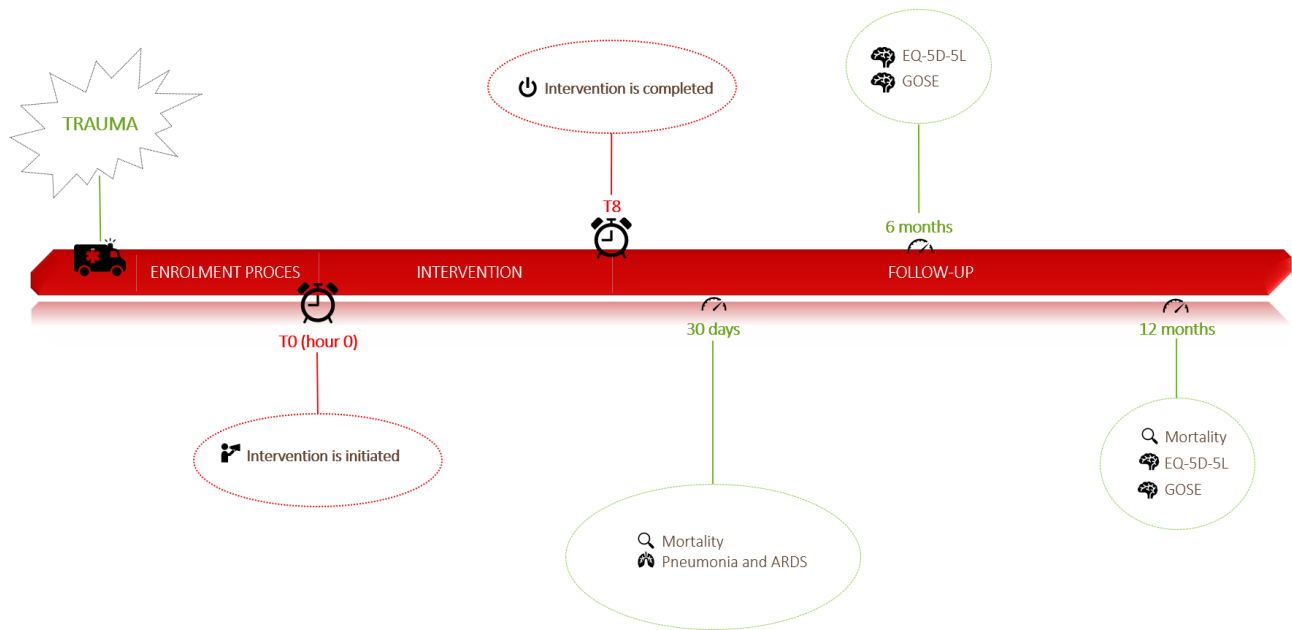 TRAUMA
Intervention is completed
EQ-5D-5L
GOSE
T8
6 months
ENROLMENT PROCES
INTERVENTION
FOLLOW-UP
T0 (hour 0)
30 days
12 months
Intervention is initiated
Mortality
EQ-5D-5L
GOSE
Mortality
Pneumonia and ARDS